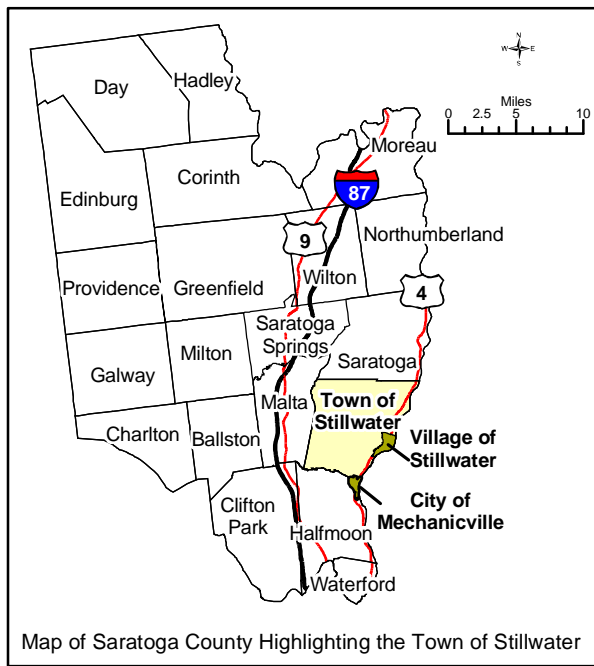 N
W E
S
Miles
0 2.5 5 10
Day
Hadley
Moreau
Corinth
87
Edinburg
Northumberland
9
Wilton
4
Providence
Greenfield
Saratoga
Springs
Milton
Saratoga
Galway
Malta
Town of
Stillwater
Charlton
Ballston
Village of
Stillwater
Clifton
Park
City of
Mechanicville
Halfmoon
Waterford
Map of Saratoga County Highlighting the Town of Stillwater